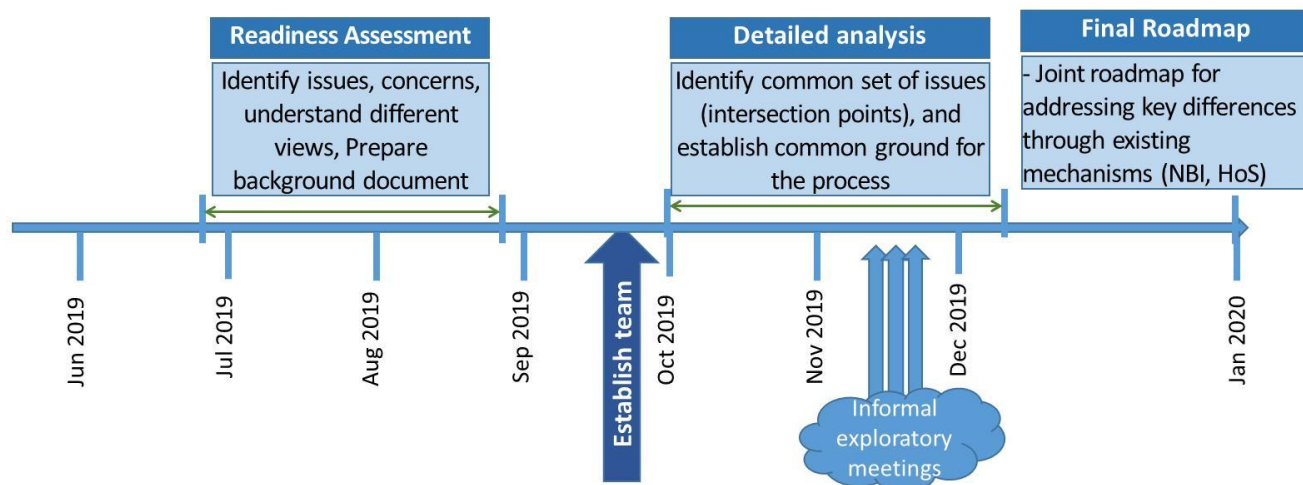 Readiness Assessment
Identify issues, concerns,
understand different
views, Prepare
background document
Detailed analysis
Identify common set of issues
(intersection points), and
establish common ground for
the process
Final Roadmap
- Joint roadmap for
addressing key differences
through existing
mechanisms (NBI, HoS)
Jun 2019
Jul 2019
Aug 2019
Sep 2019
Establish team
Oct 2019
Nov 2019
Dec 2019
Jan 2020
Informal
exploratory
meetings